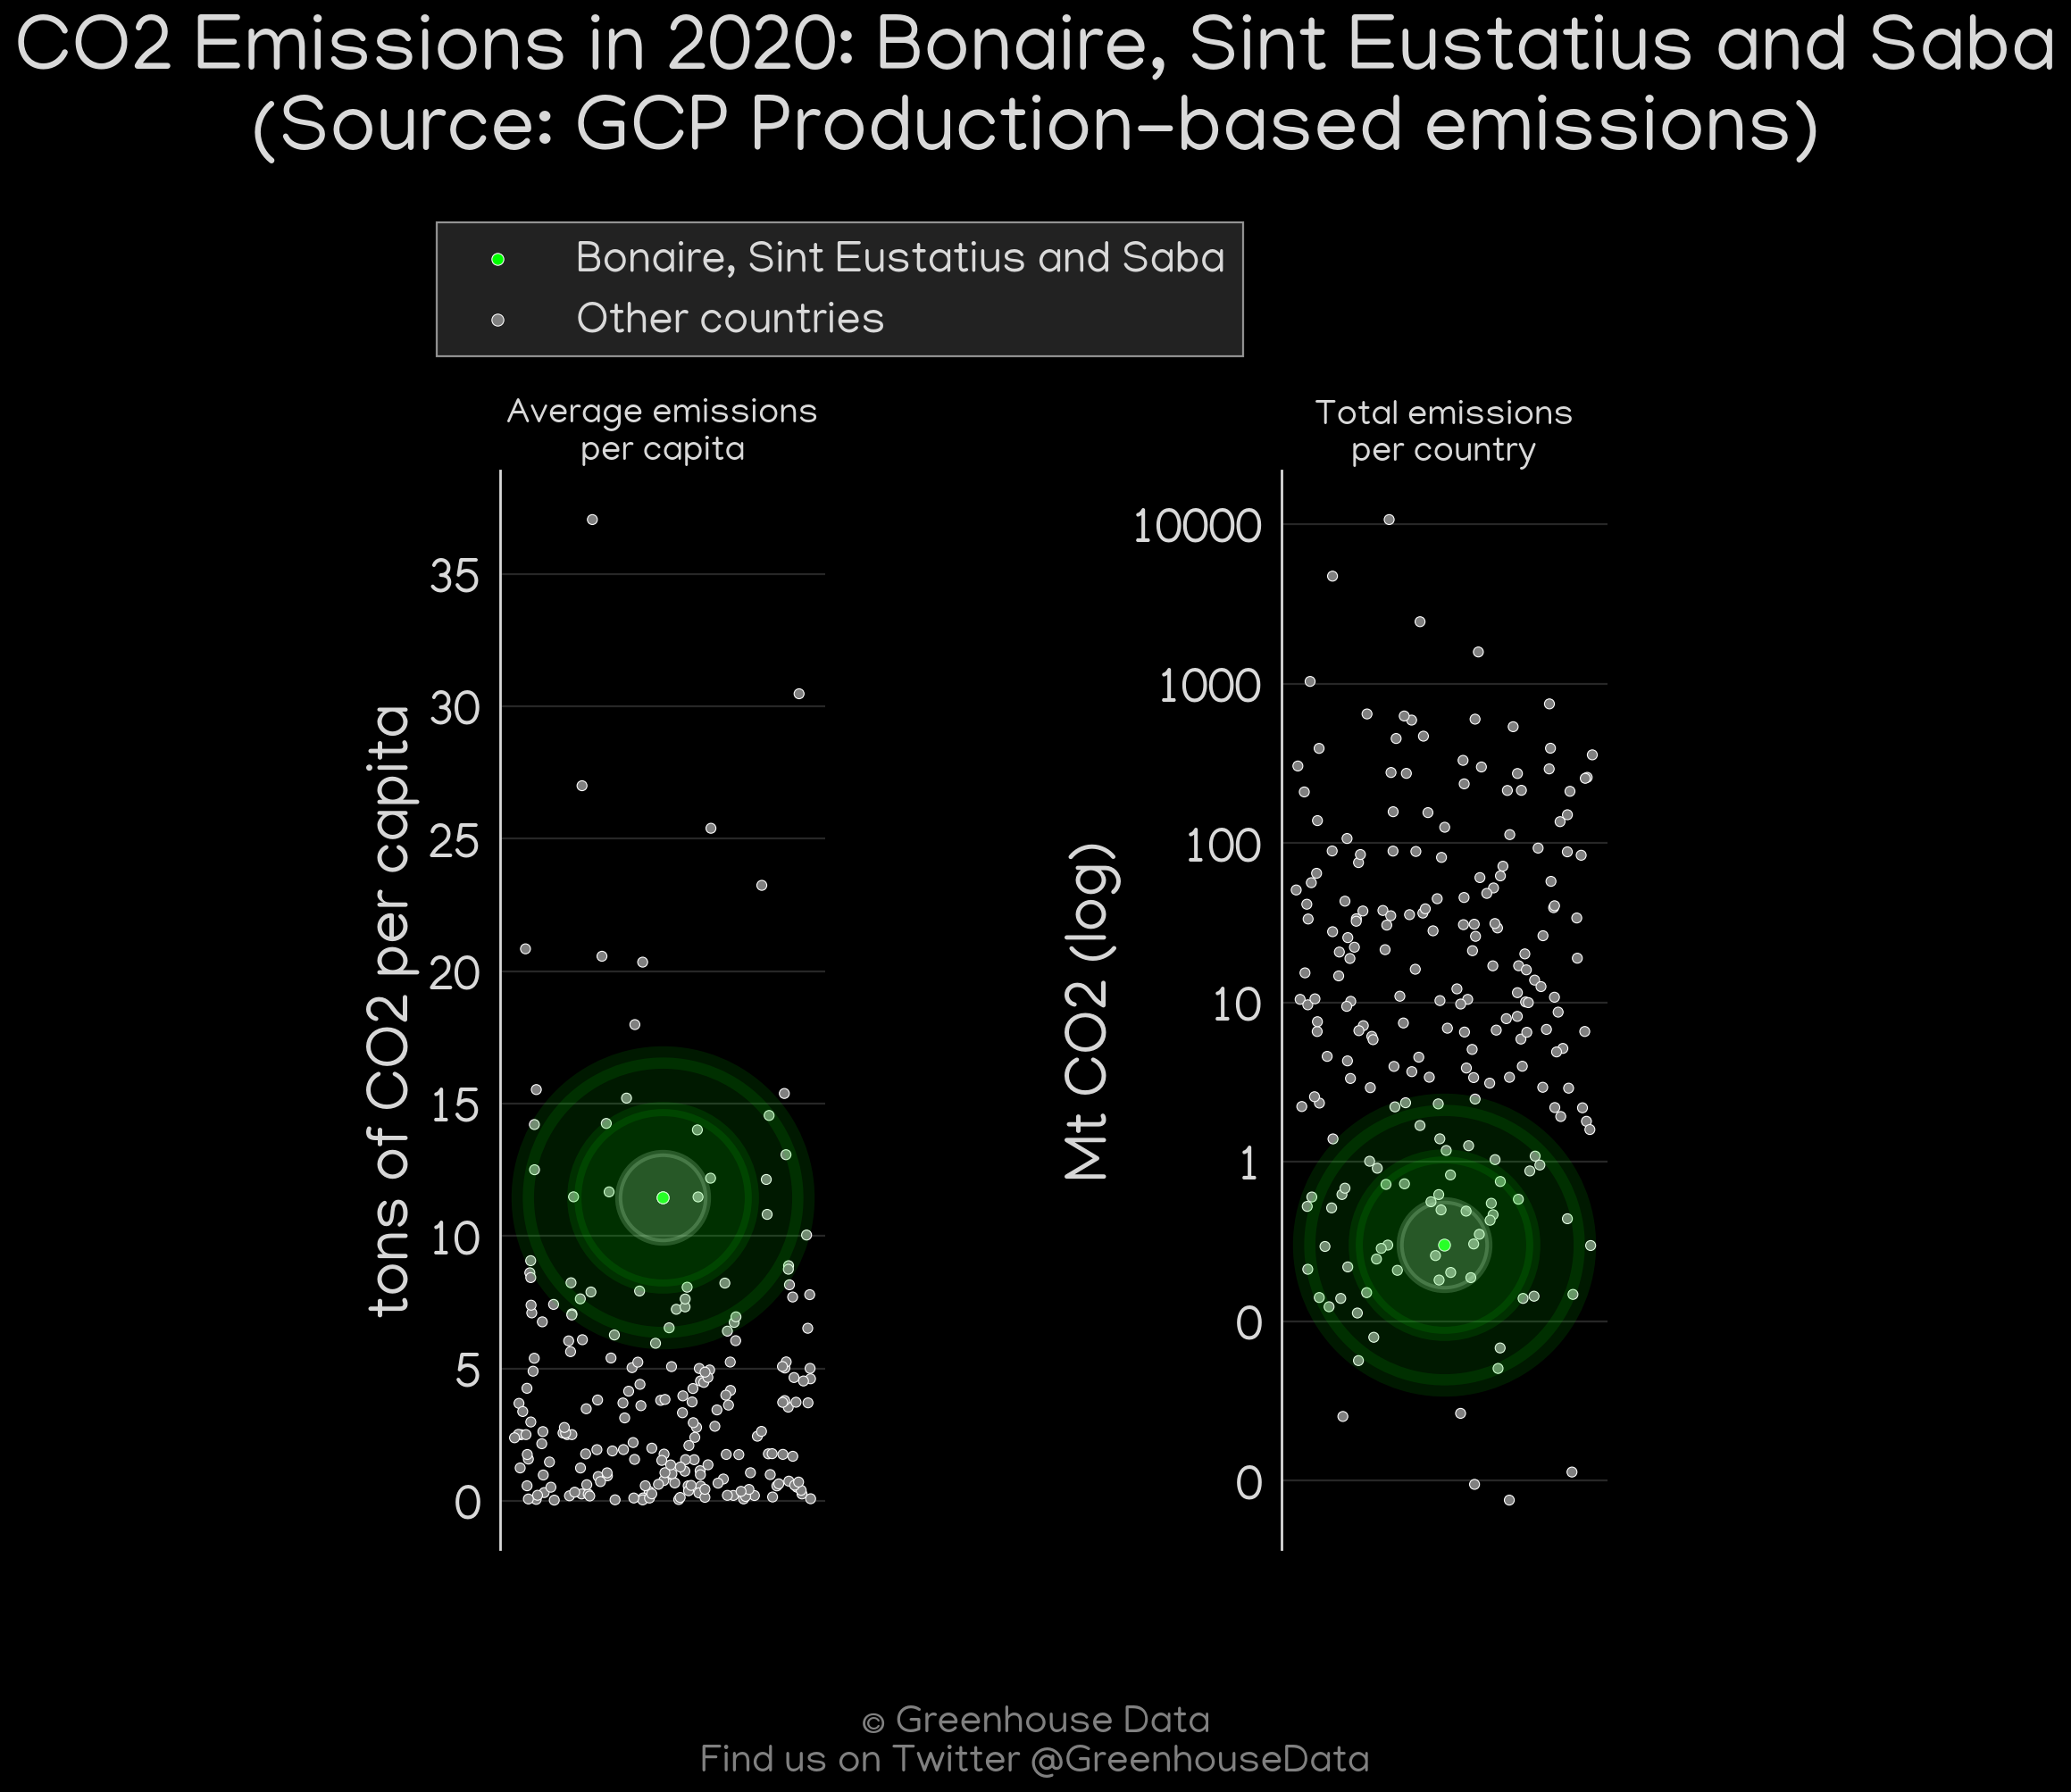 CO2 Emissions in 2020: Bonaire, Sint Eustatius and Saba
(Source: GCP Production-based emissions)
Bonaire, Sint Eustatius and Saba
Other countries
Average emissions
per capita
tons of CO2 per capita
35
30
25
20
15
10
5
0
Total emissions
per country
Mt CO2 (log)
10000
1000
100
10
1
0
0
© Greenhouse Data
Find us on Twitter @GreenhouseData